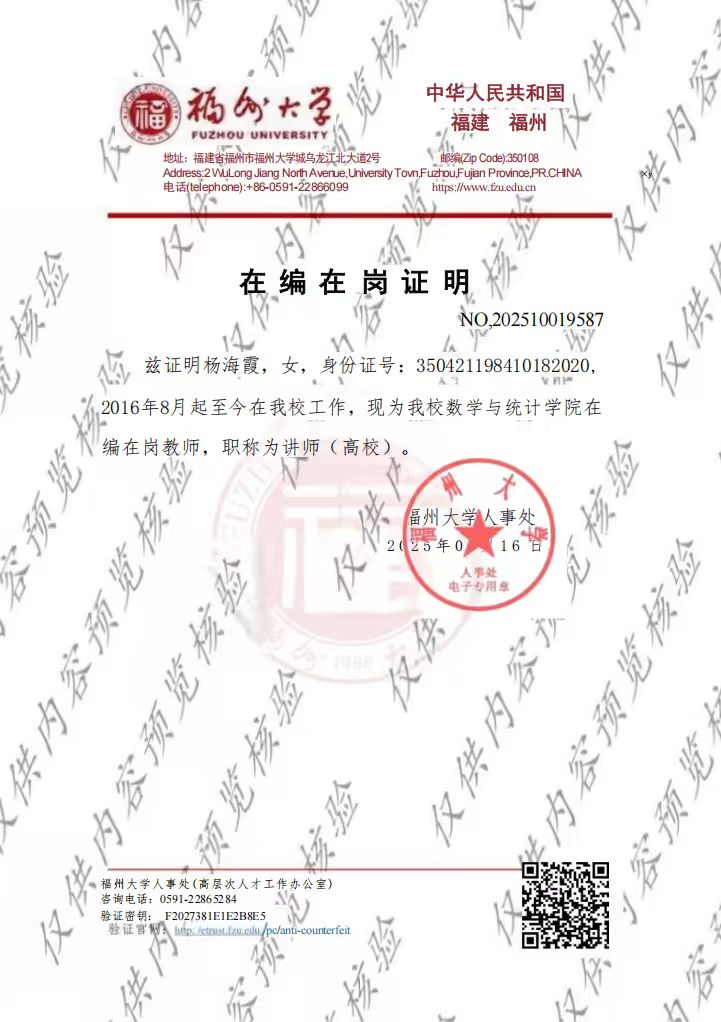 福州大学
FUZHOU UNIVERSITY
中华人民共和国
福建 福州
地址：福建省福州市福州大学城乌龙江北大道2号 邮编(Zip Code):350108
Address:2 WuLong Jiang North Avenue,University Tovn,Fuzhou,Fujian Province,PR.CHINA
电话(telephone):+86-0591-22866099 https://www.fzu.edu.cn
Xy
在编在岗证明
NO,202510019587
兹证明杨海霞，女，身份证号：350421198410182020,
2016年8月起至今在我校工作，现为我校数学与统计学院在
编在岗教师，职称为讲师（高校）。
福州大学人事处
2025年0 月16日
福州大学
人事处
电子专用章
福州大学人事处(高层次人才工作办公室)
咨询电话：0591-22865284
验证密钥： F2027381E1E2B8E5
验证官网：http://etrust.fzu.edu/pc/anti-counterfeit
仅供内容预览核验